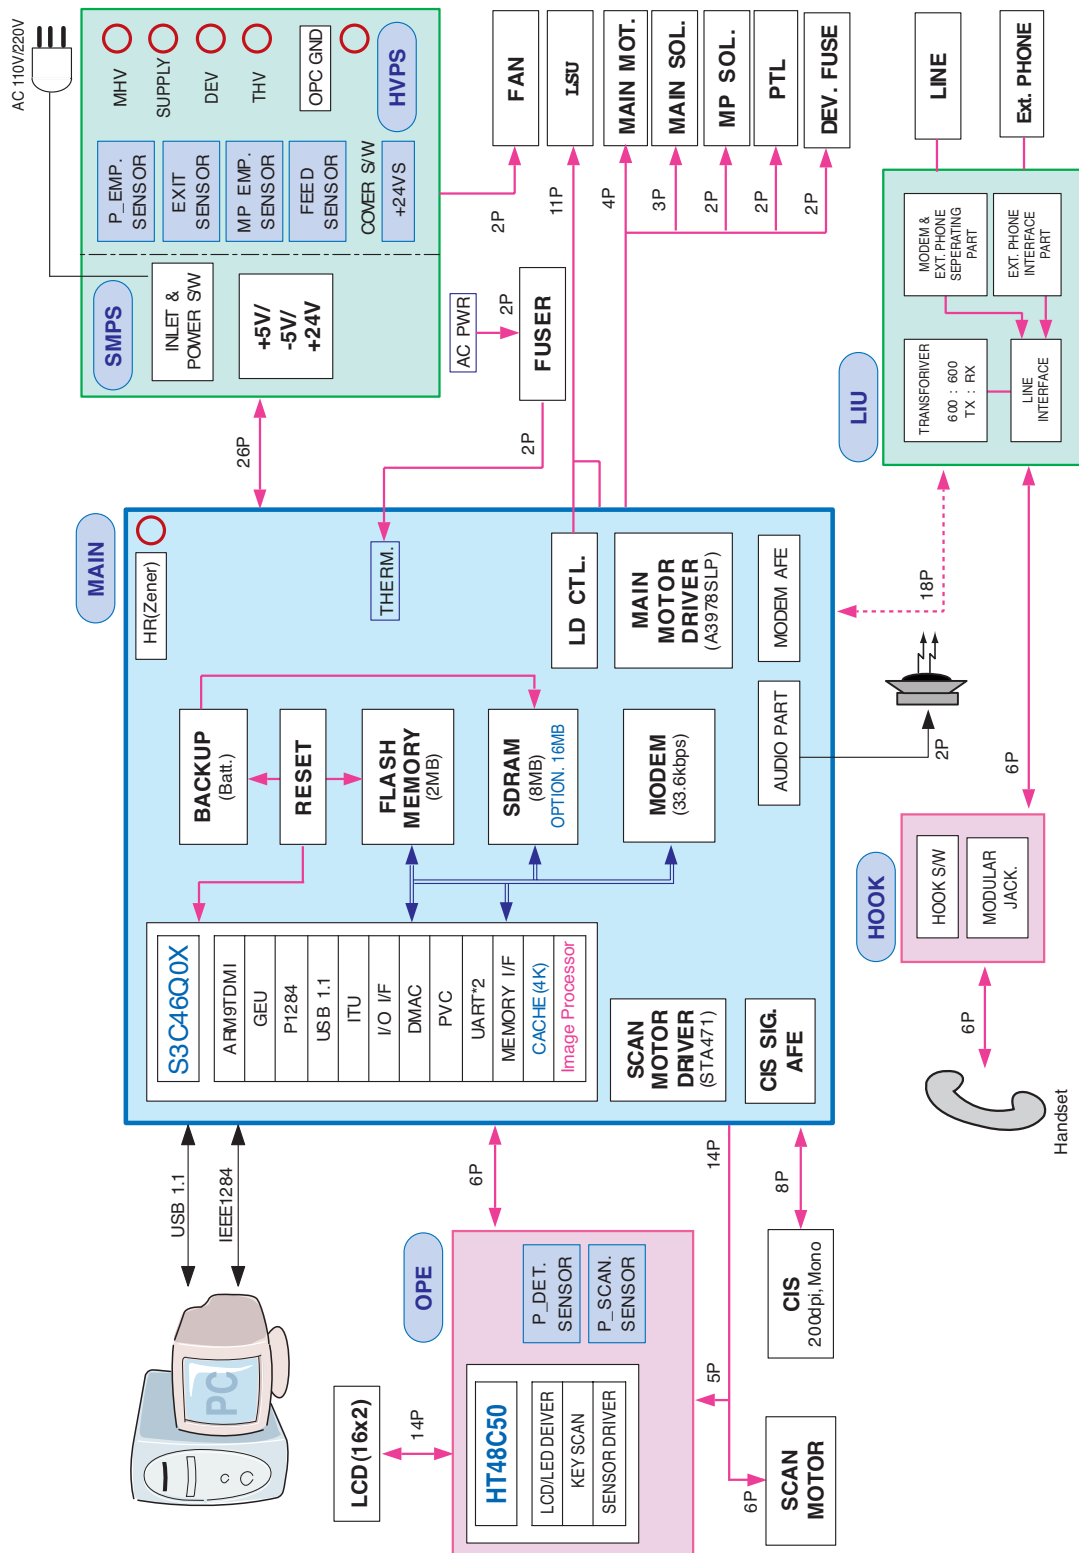 PC
USB 1.1
IEEE1284
LCD(16x2)
14P
OPE
HT48C50
LCD/LED DEIVER
KEY SCAN
SENSOR DRIVER
P_DET.
SENSOR
P_SCAN.
SENSOR
6P
5P
14P
6P
SCAN
MOTOR
CIS
200dpi, Mono
8P
MAIN
HR(Zener)
S3C46Q0X
ARM9TDMI
GEU
P1284
USB 1.1
ITU
I/O I/F
DMAC
PVC
UART*2
MEMORY I/F
CACHE(4K)
Image Processor
BACKUP
(Batt.)
RESET
FLASH
MEMORY
(2MB)
SDRAM
(8MB)
OPTION. 16MB
MODEM
(33.6kbps)
SCAN
MOTOR
DRIVER
(STA471)
CIS SIG.
AFE
THERM.
LD CTL.
MAIN
MOTOR
DRIVER
(A3978SLP)
AUDIO PART
MODEM AFE
2P
18P
26P
2P
AC 110V/220V
SMPS
INLET &
POWER S/W
+5V/
-5V/
+24V
HVPS
MHV
SUPPLY
DEV
THV
OPC GND
P_EMP.
SENSOR
EXIT
SENSOR
MP EMP.
SENSOR
FEED
SENSOR
COVER S/W
+24VS
AC PWR
2P
FUSER
2P
FAN
11P
LSU
4P
MAIN MOT.
3P
MAIN SOL.
2P
MP SOL.
2P
PTL
2P
DEV. FUSE
LIU
TRANSFORIVER
600 : 600
TX : RX
LINE
INTERFACE
MODEM &
EXT. PHONE
SEPERATING
PART
EXT. PHONE
INTERFACE
PART
LINE
Ext. PHONE
6P
HOOK
HOOK S/W
MODULAR
JACK.
6P
Handset